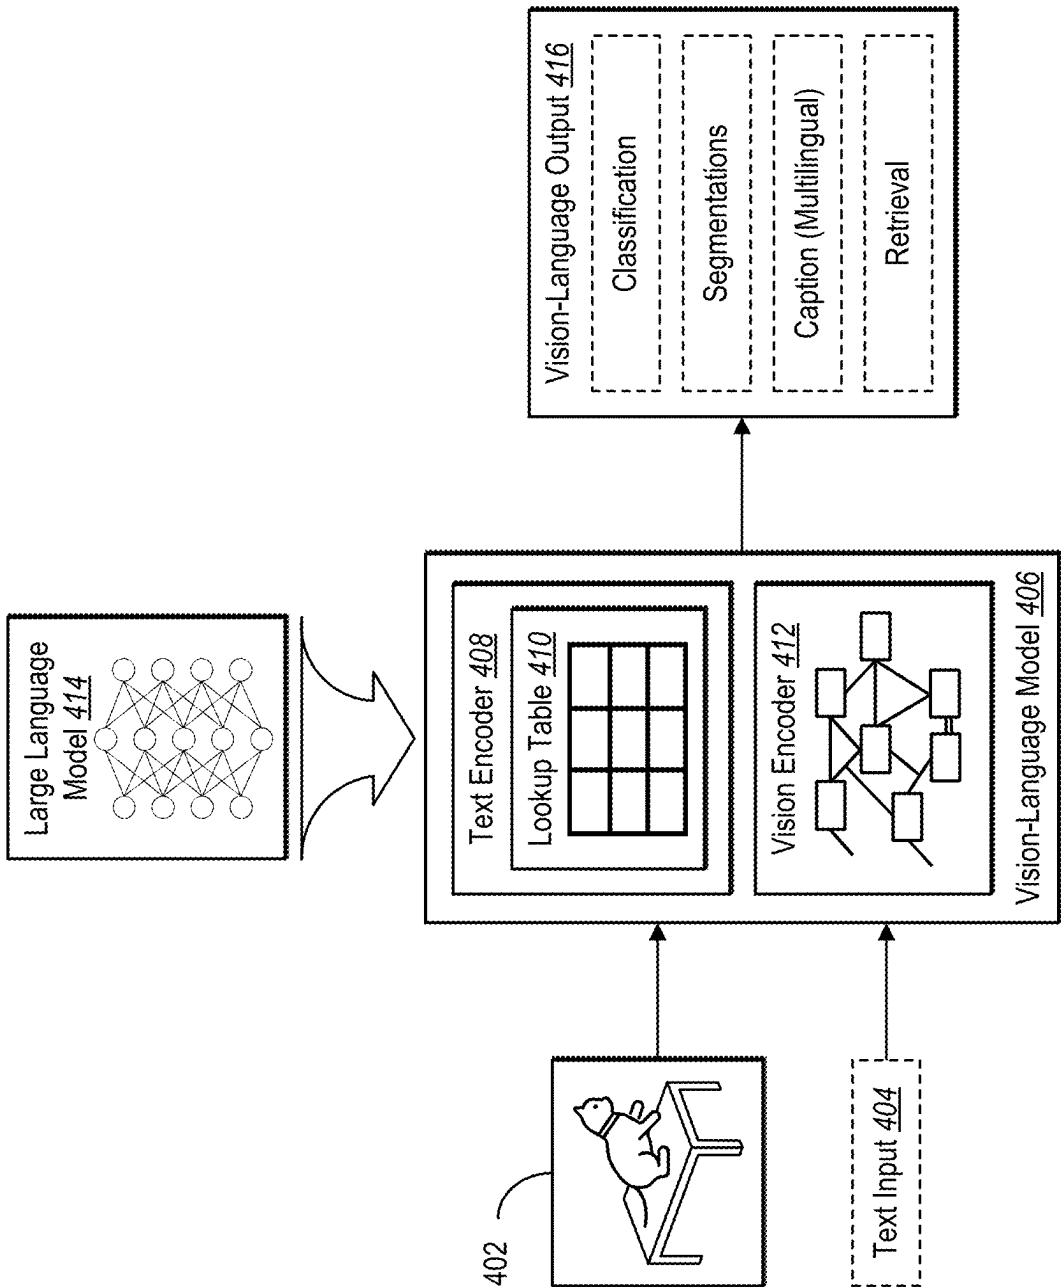 Large Language
Model 414
402
Text Input 404
Text Encoder 408
Lookup Table 410
Vision Encoder 412
Vision-Language Model 406
Vision-Language Output 416
Classification
Segmentations
Caption (Multilingual)
Retrieval